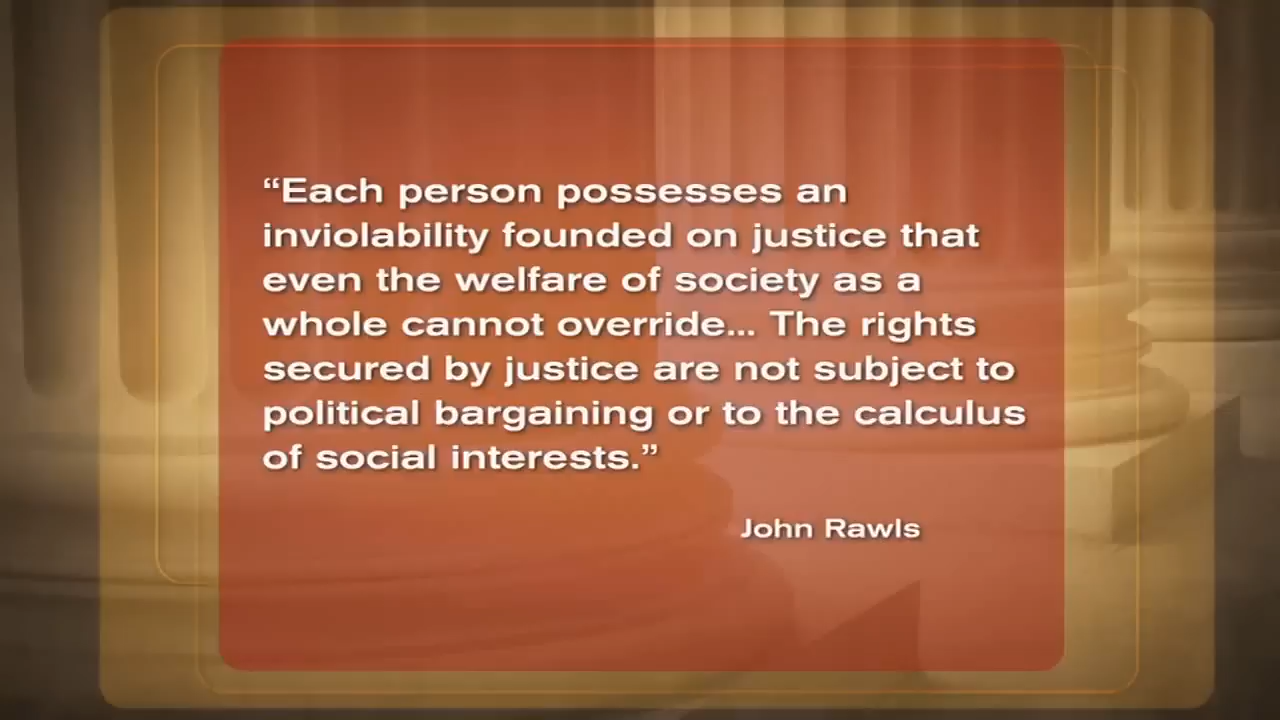 “Each person possesses an
inviolability founded on justice that
even the welfare of society as a
whole cannot override... The rights
secured by justice are not subject to
political bargaining or to the calculus
of social interests.”
John Rawls